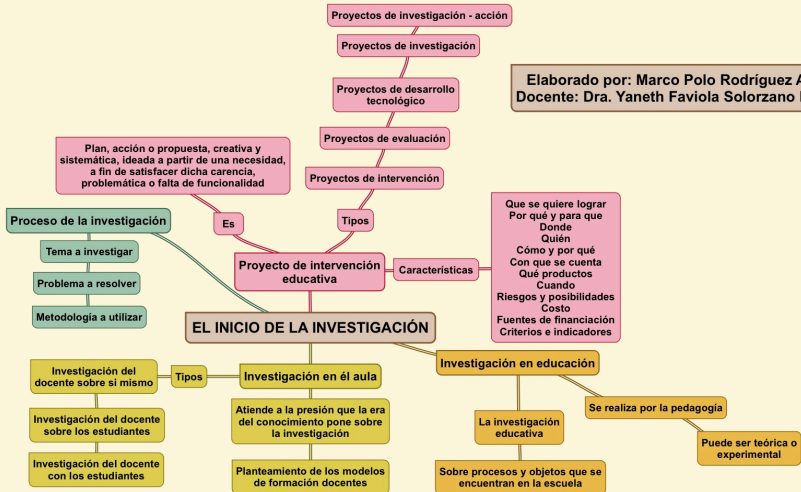 Proyectos de investigación - acción
Proyectos de investigación
Proyectos de desarrollo
tecnológico
Proyectos de evaluación
Proyectos de intervención
Tipos
Elaborado por: Marco Polo Rodríguez
Docente: Dra. Yaneth Faviola Solorzano
Plan, acción o propuesta, creativa y
sistemática, ideada a partir de una necesidad,
a fin de satisfacer dicha carencia,
problemática o falta de funcionalidad
Es
Proyecto de intervención
educativa
Características
Que se quiere lograr
Por qué y para que
Donde
Quién
Cómo y por qué
Con que se cuenta
Qué productos
Cuando
Riesgos y posibilidades
Costo
Fuentes de financiación
Criterios e indicadores
Proceso de la investigación
Tema a investigar
Problema a resolver
Metodología a utilizar
EL INICIO DE LA INVESTIGACIÓN
Investigación en él aula
Tipos
Investigación del
docente sobre si mismo
Investigación del docente
sobre los estudiantes
Investigación del docente
con los estudiantes
Atiende a la presión que la era
del conocimiento pone sobre
la investigación
Planteamiento de los modelos
de formación docentes
Investigación en educación
La investigación
educativa
Sobre procesos y objetos que se
encuentran en la escuela
Se realiza por la pedagogía
Puede ser teórica o
experimental